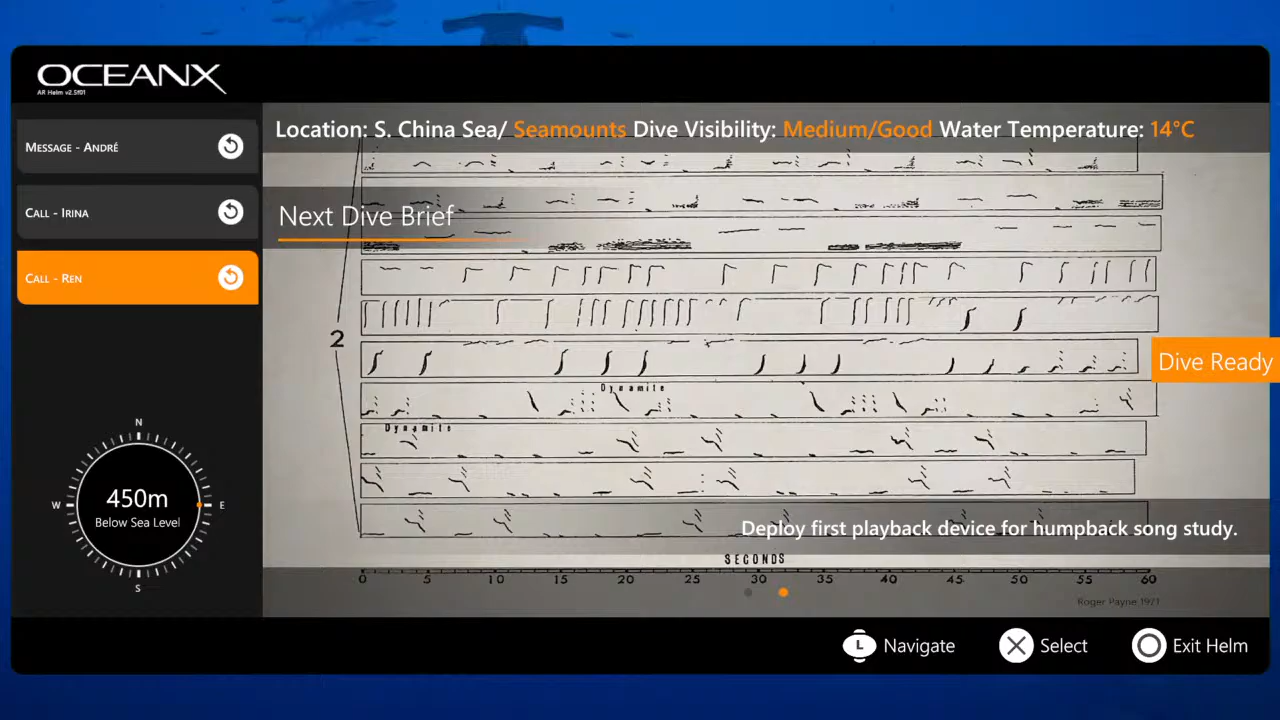 OCEANX
AR Helm v2.5f01
MESSAGE - ANDRÉ
CALL - IRINA
CALL - REN
Location: S. China Sea/ Seamounts Dive Visibility: Medium/Good Water Temperature: 14°C
Next Dive Brief
2
Dynamite
Dynamite
Dive Ready
N
W
E
S
450m
Below Sea Level
Deploy first playback device for humpback song study.
SECONDS
0 5 10 15 20 25 30 35 40 45 50 55 60
Roger Payne 1971
L Navigate
Select
Exit Helm